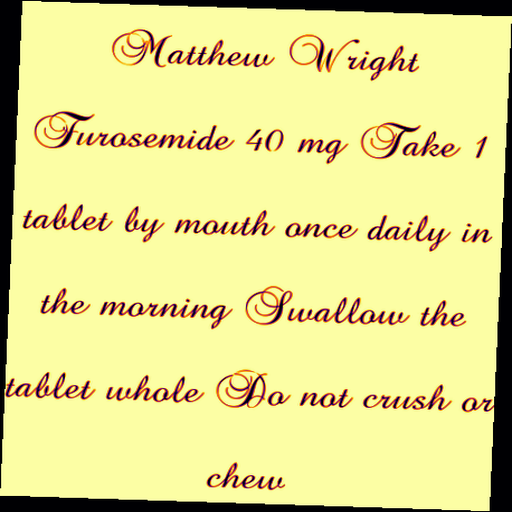 Matthew Wright
Furosemide 40 mg Take 1
tablet by mouth once daily in
the morning Swallow the
tablet whole Do not crush or
chew